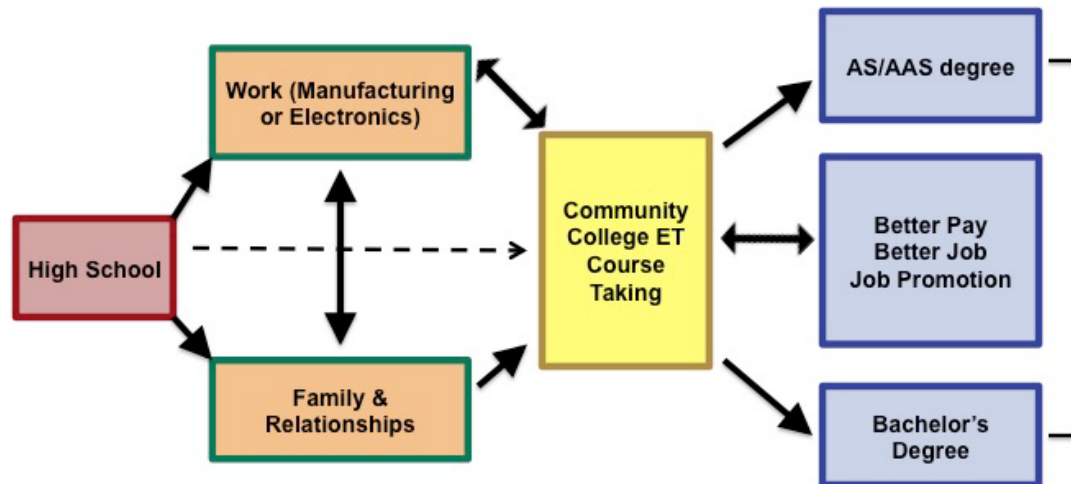 High School
Work (Manufacturing
or Electronics)
Family &
Relationships
Community
College ET
Course
Taking
AS/AAS degree
Better Pay
Better Job
Job Promotion
Bachelor's
Degree